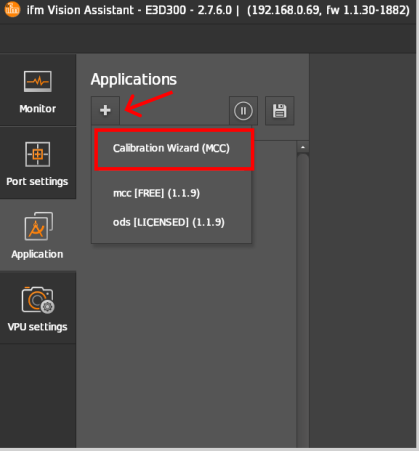 ifm Vision Assistant - E3D300 - 2.7.6.0 | (192.168.0.69, fw 1.1.30-1882)
Applications
Monitor
Calibration Wizard (MCC)
Port settings
mcc [FREE] (1.1.9)
ods [LICENSED] (1.1.9)
Application
VPU settings